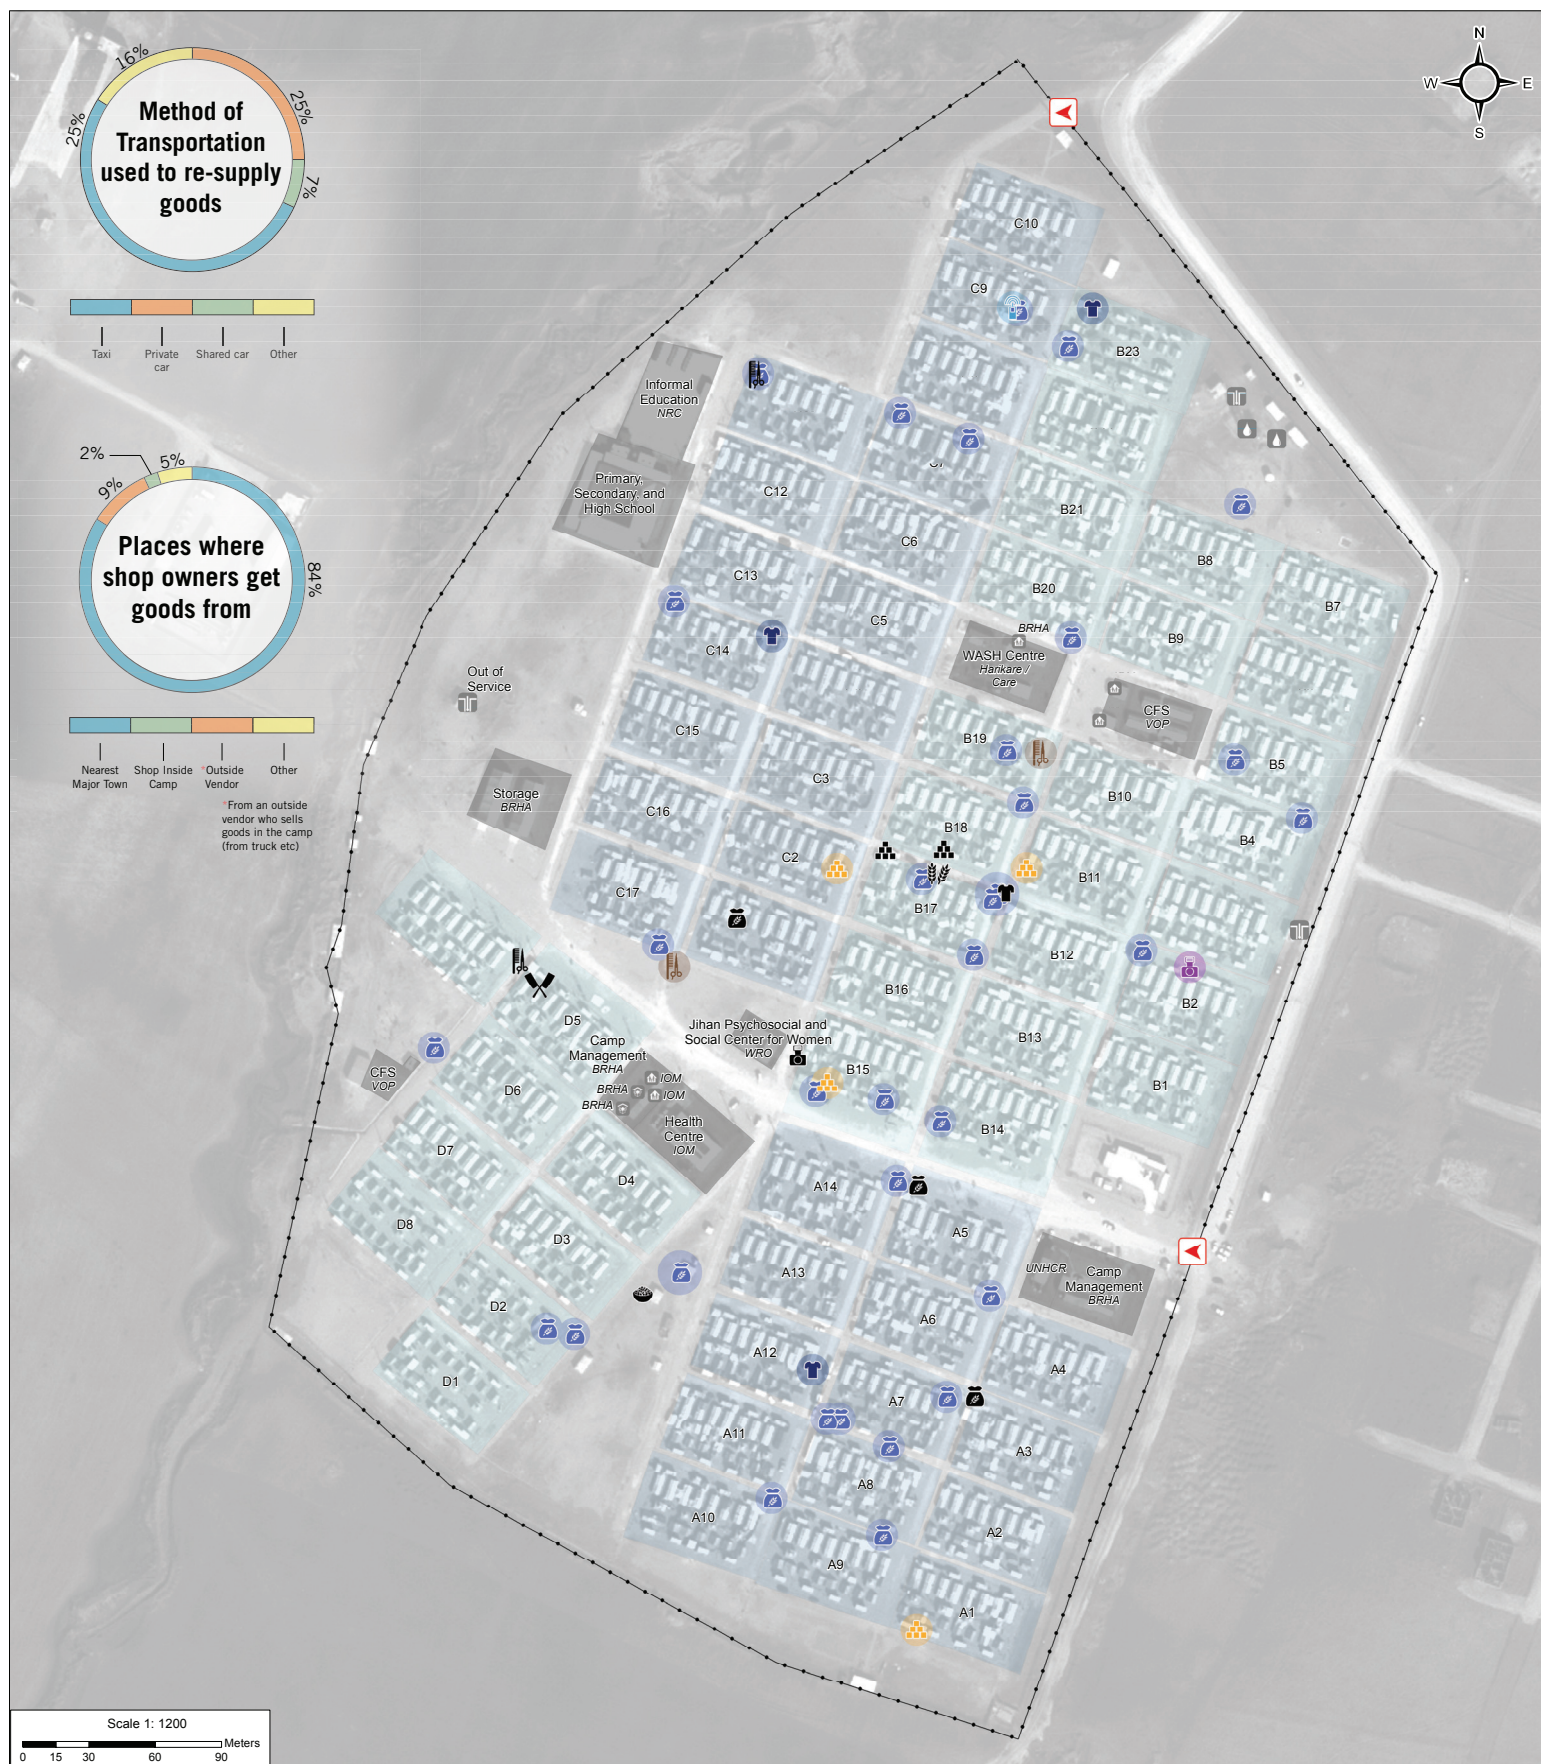 16%
25%
25%
7%
Method of
Transportation
used to re-supply
goods
Taxi
Private
car
Shared car
Other
2%
5%
9%
84%
Places where
shop owners get
goods from
Nearest
Major Town
Shop Inside
Camp
*Outside
Vendor
Other
*From an outside
vendor who sells
goods in the camp
(from truck etc)
N
W
E
S
C10
C9
B23
Informal
Education
NRC
C7
C12
Primary,
Secondary, and
High School
B21
C6
B8
C13
B20
B7
C5
BRHA
B9
C14
WASH Centre
Harikare /
Care
Out of
Service
CFS
VOP
C15
B19
B5
C3
Storage
BRHA
B10
C16
B18
B4
C2
B11
C17
B17
B12
B16
B2
D5
Jihan Psychosocial and
Social Center for Women
WRO
B13
Camp
Management
BRHA
CFS
VOP
B15
B1
IOM
BRHA
IOM
BRHA
D6
Health
Centre
IOM
B14
D7
D4
A14
D8
D3
A5
A13
UNHCR
Camp
Management
BRHA
D2
A6
A12
A4
D1
A7
A11
A3
A8
A10
A2
A9
A1
Scale 1: 1200
Meters
0 15 30 60 90